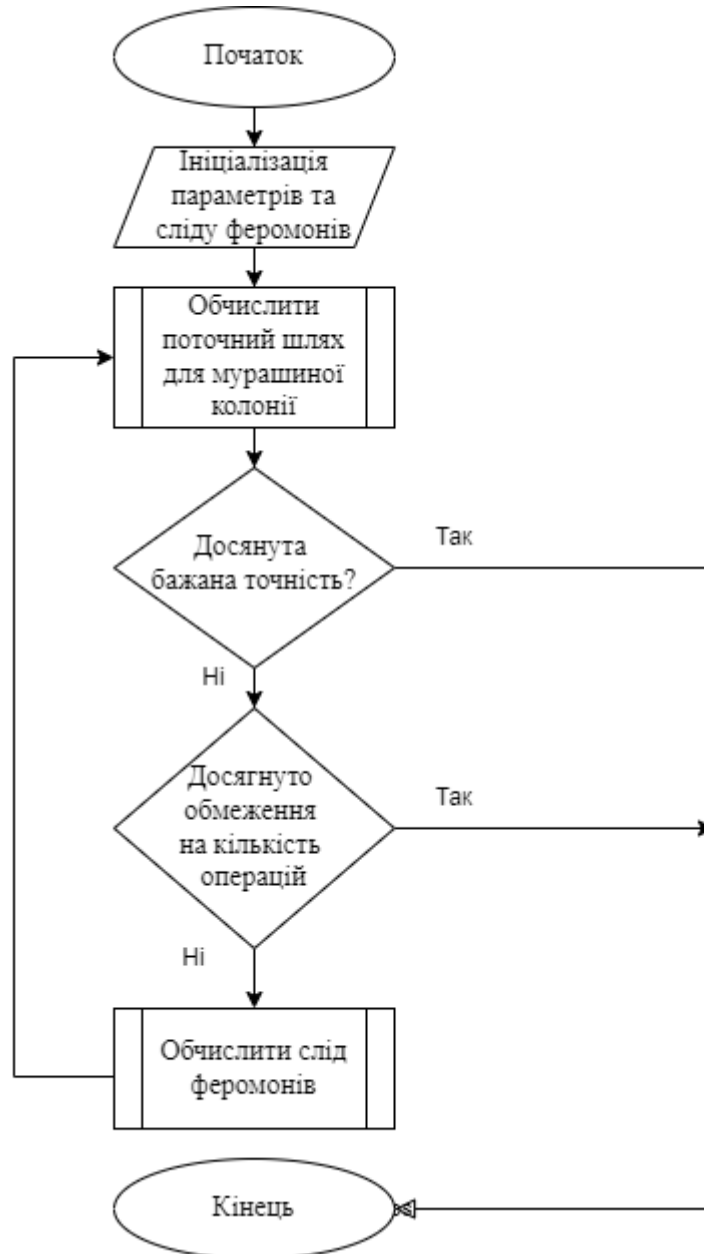 Початок
Ініціалізація
параметрів та
сліду феромонів
Обчислити
поточний шлях
для мурашиної
колонії
Досянута
бажана точність?
Так
Ні
Досягнуто
обмеження
на кількість
операцій
Так
Ні
Обчислити слід
феромонів
Кінець